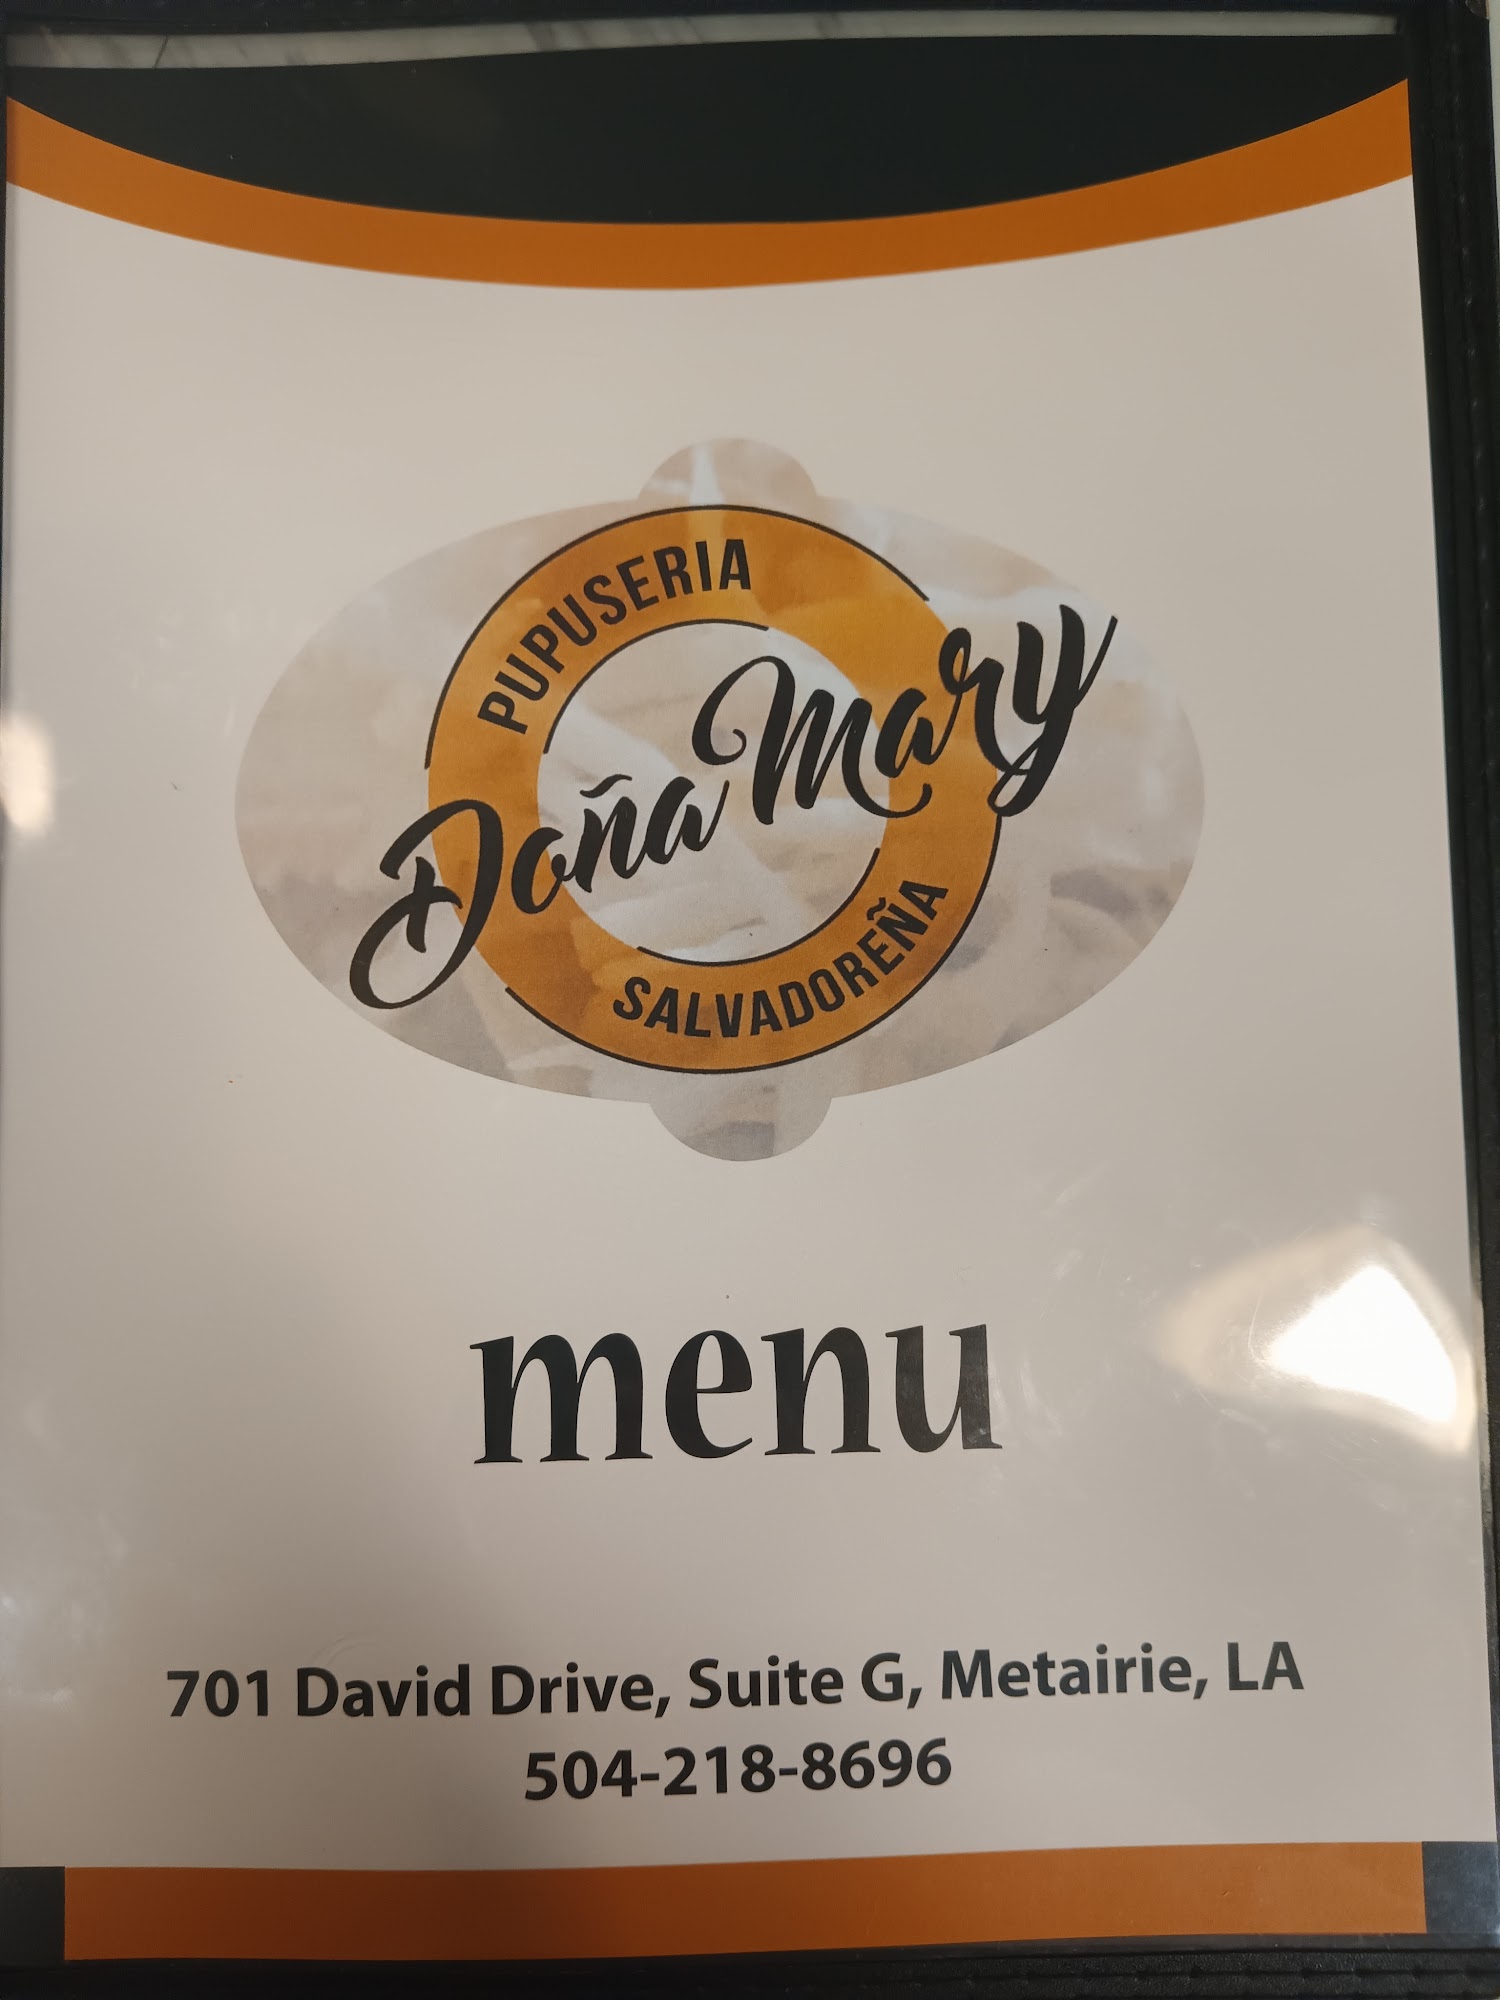 PUPUSERIA
Doña Mary
SALVADOREÑA
menu
701 David Drive, Suite G, Metairie, LA
504-218-8696